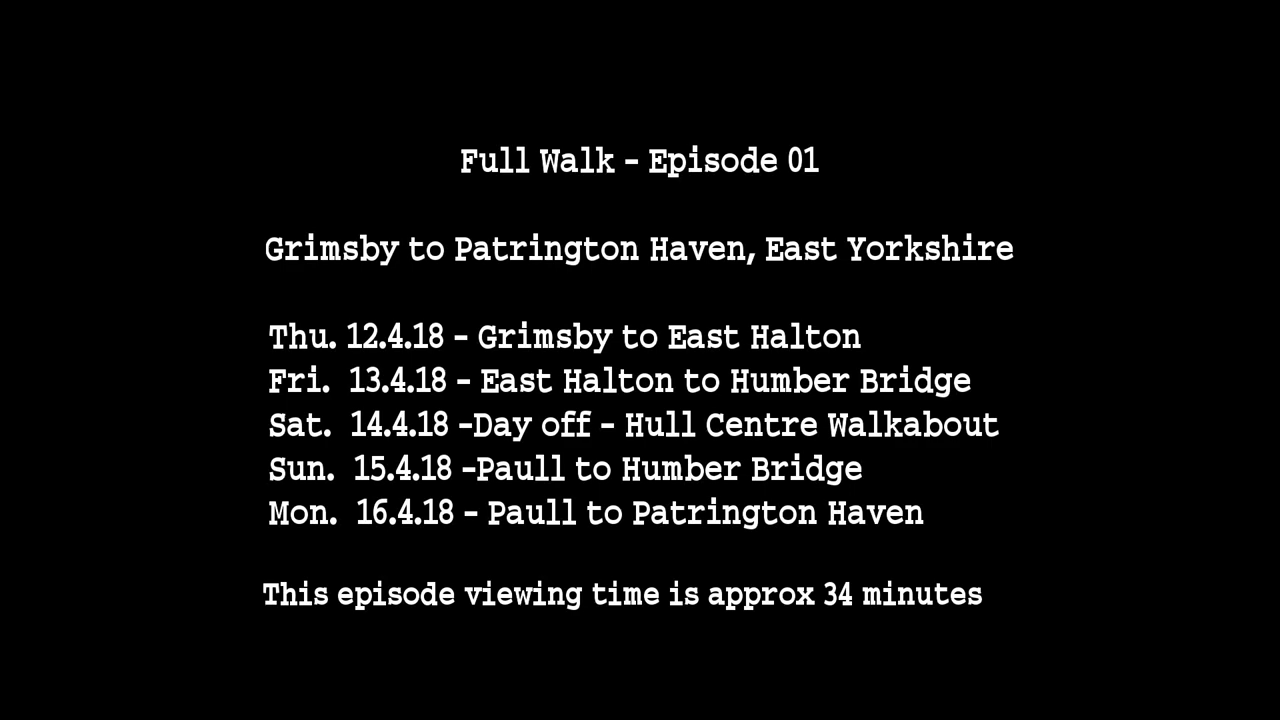 Full Walk - Episode 01
Grimsby to Patrington Haven, East Yorkshire
Thu. 12.4.18 - Grimsby to East Halton
Fri. 13.4.18 - East Halton to Humber Bridge
Sat. 14.4.18 -Day off - Hull Centre Walkabout
Sun. 15.4.18 -Paull to Humber Bridge
Mon. 16.4.18 - Paull to Patrington Haven
This episode viewing time is approx 34 minutes